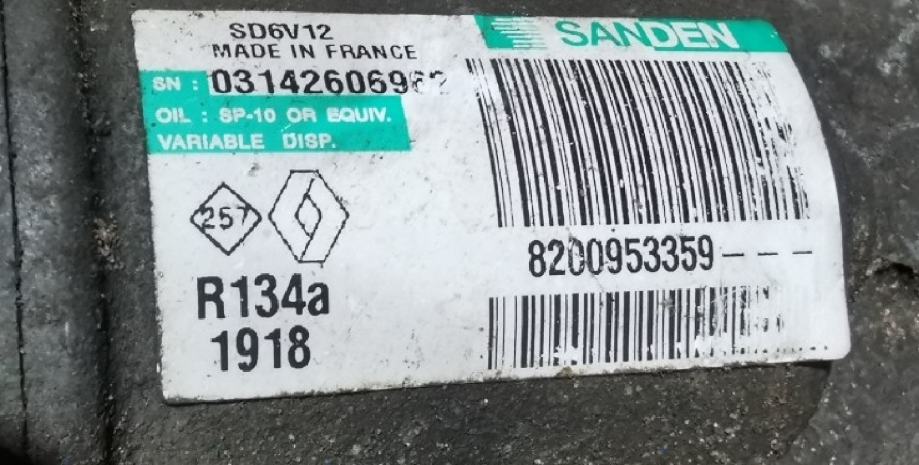 SD6V12
MADE IN FRANCE
SANDEN
SN :
OIL : SP-10 OR EQUIV.
VARIABLE DISP.
257
8200953359---
R134a
1918